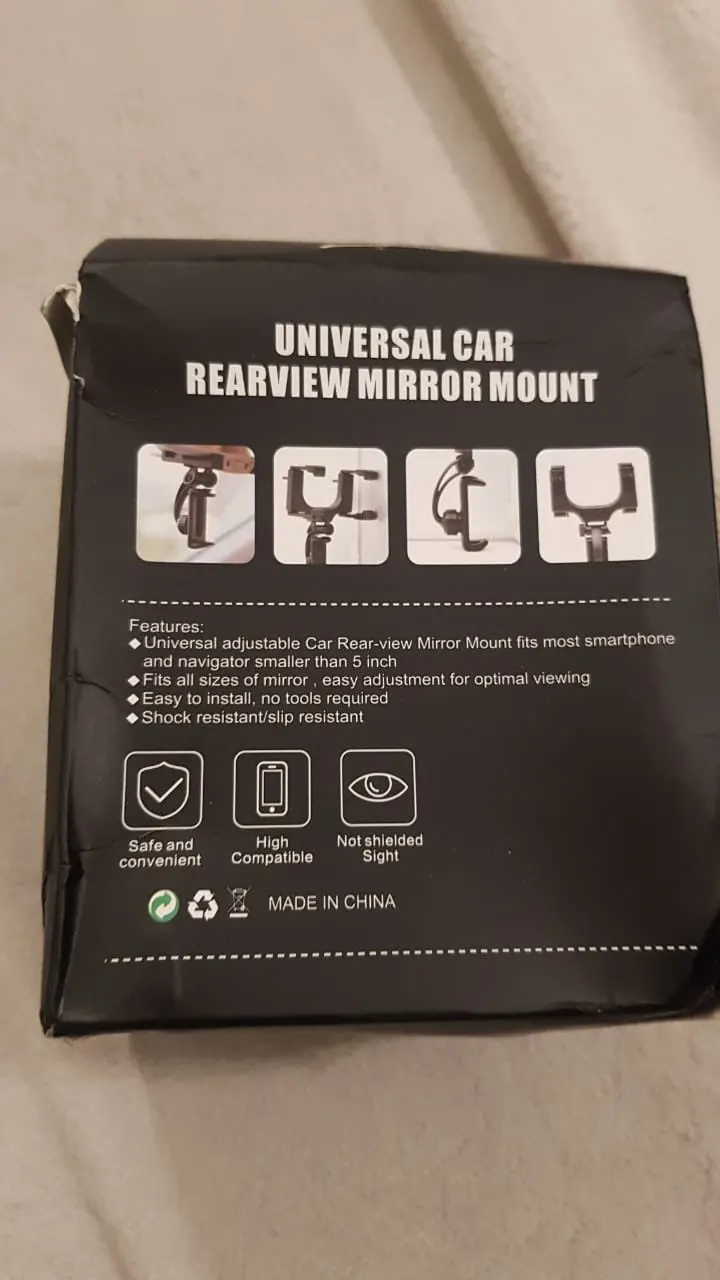 UNIVERSAL CAR
REARVIEW MIRROR MOUNT
Features:
◆Universal adjustable Car Rear-view Mirror Mount fits most smartphone
and navigator smaller than 5 inch
◆Fits all sizes of mirror , easy adjustment for optimal viewing
◆Easy to install, no tools required
◆Shock resistant/slip resistant
Safe and
convenient
High
Compatible
Not shielded
Sight
MADE IN CHINA